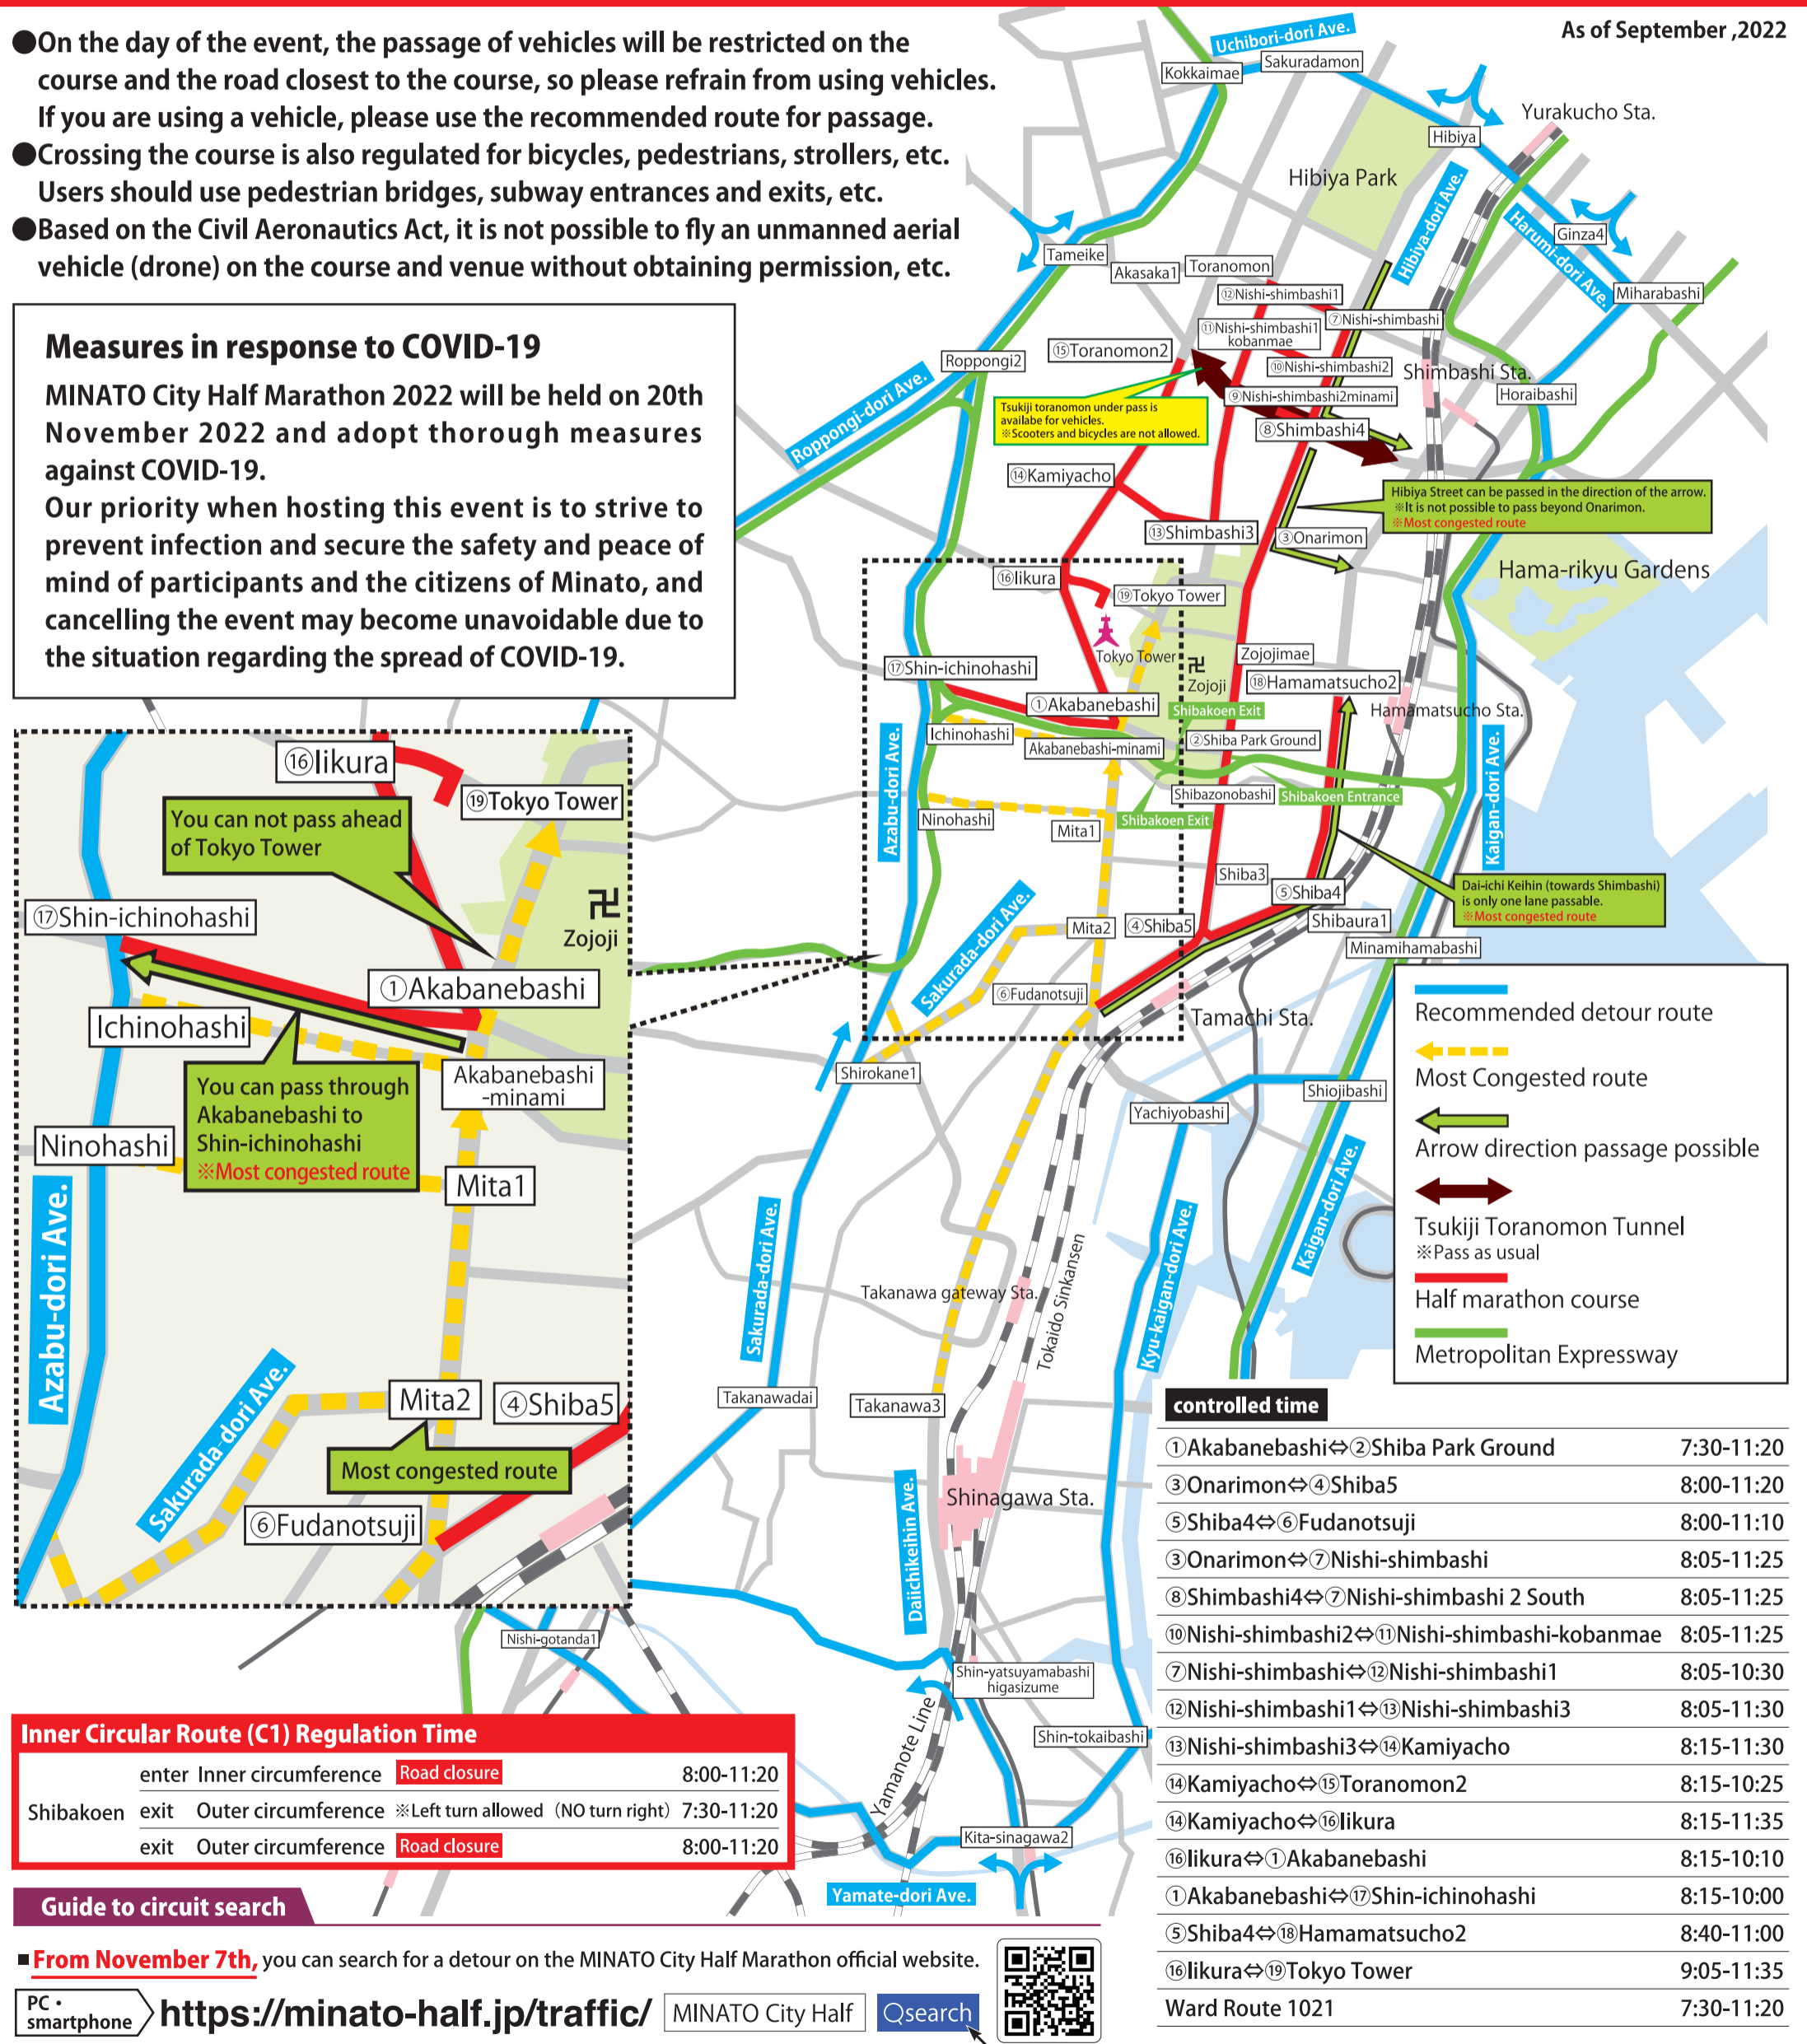 ●On the day of the event, the passage of vehicles will be restricted on the
course and the road closest to the course, so please refrain from using vehicles.
If you are using a vehicle, please use the recommended route for passage.
●Crossing the course is also regulated for bicycles, pedestrians, strollers, etc.
Users should use pedestrian bridges, subway entrances and exits, etc.
●Based on the Civil Aeronautics Act, it is not possible to fly an unmanned aerial
vehicle (drone) on the course and venue without obtaining permission, etc.
As of September ,2022
Measures in response to COVID-19
MINATO City Half Marathon 2022 will be held on 20th
November 2022 and adopt thorough measures
against COVID-19.
Our priority when hosting this event is to strive to
prevent infection and secure the safety and peace of
mind of participants and the citizens of Minato, and
cancelling the event may become unavoidable due to
the situation regarding the spread of COVID-19.
Uchibori-dori Ave.
Kokkaimae
Sakuradamon
Hibiya
Yurakucho Sta.
Hibiya Park
Hibiya-dori Ave.
Harumi-dori Ave.
Ginza4
Miharabashi
Tameike
Akasaka1
Toranomon
⑫Nishi-shimbashi1
⑦Nishi-shimbashi
⑪Nishi-shimbashi1
kobanmae
⑮Toranomon2
⑩Nishi-shimbashi2
Shimbashi Sta.
Roppongi2
Horaibashi
⑨Nishi-shimbashi2minami
Roppongi-dori Ave.
Tsukiji toranomon under pass is
availabe for vehicles.
※Scooters and bicycles are not allowed.
⑧Shimbashi4
⑭Kamiyacho
Hibiya Street can be passed in the direction of the arrow.
※It is not possible to pass beyond Onarimon.
※Most congested route
⑬Shimbashi3
③Onarimon
Hama-rikyu Gardens
⑯Iikura
⑲Tokyo Tower
Tokyo Tower
Zojojimae
卍
Zojoji
⑰Shin-ichinohashi
⑱Hamamatsucho2
①Akabanebashi
Shibakoen Exit
Hamamatsucho Sta.
Ichinohashi
Akabanebashi-minami
②Shiba Park Ground
Azabu-dori Ave.
Kaigan-dori Ave.
Shibazonobashi
Shibakoen Entrance
Ninohashi
Mita1
Shibakoen Exit
Shiba3
⑤Shiba4
Dai-ichi Keihin (towards Shimbashi)
is only one lane passable.
※Most congested route
Sakurada-dori Ave.
Mita2
④Shiba5
Shibaura1
Minamihamabashi
⑥Fudanotsuji
Tamachi Sta.
Shirokane1
Yachiyobashi
Shiojibashi
Kaigan-dori Ave.
Sakurada-dori Ave.
Kyu-kaigan-dori Ave.
Takanawa gateway Sta.
Tokaido Sinkansen
Takanawadai
Takanawa3
Shinagawa Sta.
Daiichikeihin Ave.
Nishi-gotanda1
Shin-yatsuyamabashi
higasizume
Shin-tokaibashi
Yamanote Line
Kita-sinagawa2
Yamate-dori Ave.
⑯Iikura
⑲Tokyo Tower
You can not pass ahead
of Tokyo Tower
卍
Zojoji
⑰Shin-ichinohashi
①Akabanebashi
Ichinohashi
Akabanebashi
-minami
You can pass through
Akabanebashi to
Shin-ichinohashi
※Most congested route
Ninohashi
Mita1
Azabu-dori Ave.
Sakurada-dori Ave.
Mita2
④Shiba5
Most congested route
⑥Fudanotsuji
Recommended detour route
Most Congested route
Arrow direction passage possible
Tsukiji Toranomon Tunnel
※Pass as usual
Half marathon course
Metropolitan Expressway
controlled time
①Akabanebashi⇔②Shiba Park Ground 7:30-11:20
③Onarimon⇔④Shiba5 8:00-11:20
⑤Shiba4⇔⑥Fudanotsuji 8:00-11:10
③Onarimon⇔⑦Nishi-shimbashi 8:05-11:25
⑧Shimbashi4⇔⑦Nishi-shimbashi 2 South 8:05-11:25
⑩Nishi-shimbashi2⇔⑪Nishi-shimbashi-kobanmae 8:05-11:25
⑦Nishi-shimbashi⇔⑫Nishi-shimbashi1 8:05-10:30
⑫Nishi-shimbashi1⇔⑬Nishi-shimbashi3 8:05-11:30
⑬Nishi-shimbashi3⇔⑭Kamiyacho 8:15-11:30
⑭Kamiyacho⇔⑮Toranomon2 8:15-10:25
⑭Kamiyacho⇔⑯Iikura 8:15-11:35
⑯Iikura⇔①Akabanebashi 8:15-10:10
①Akabanebashi⇔⑰Shin-ichinohashi 8:15-10:00
⑤Shiba4⇔⑱Hamamatsucho2 8:40-11:00
⑯Iikura⇔⑲Tokyo Tower 9:05-11:35
Ward Route 1021 7:30-11:20
Inner Circular Route (C1) Regulation Time
Shibakoen
enter Inner circumference Road closure 8:00-11:20
exit Outer circumference ※Left turn allowed (NO turn right) 7:30-11:20
exit Outer circumference Road closure 8:00-11:20
Guide to circuit search
■From November 7th, you can search for a detour on the MINATO City Half Marathon official website.
PC・
smartphone
https://minato-half.jp/traffic/
MINATO City Half
search